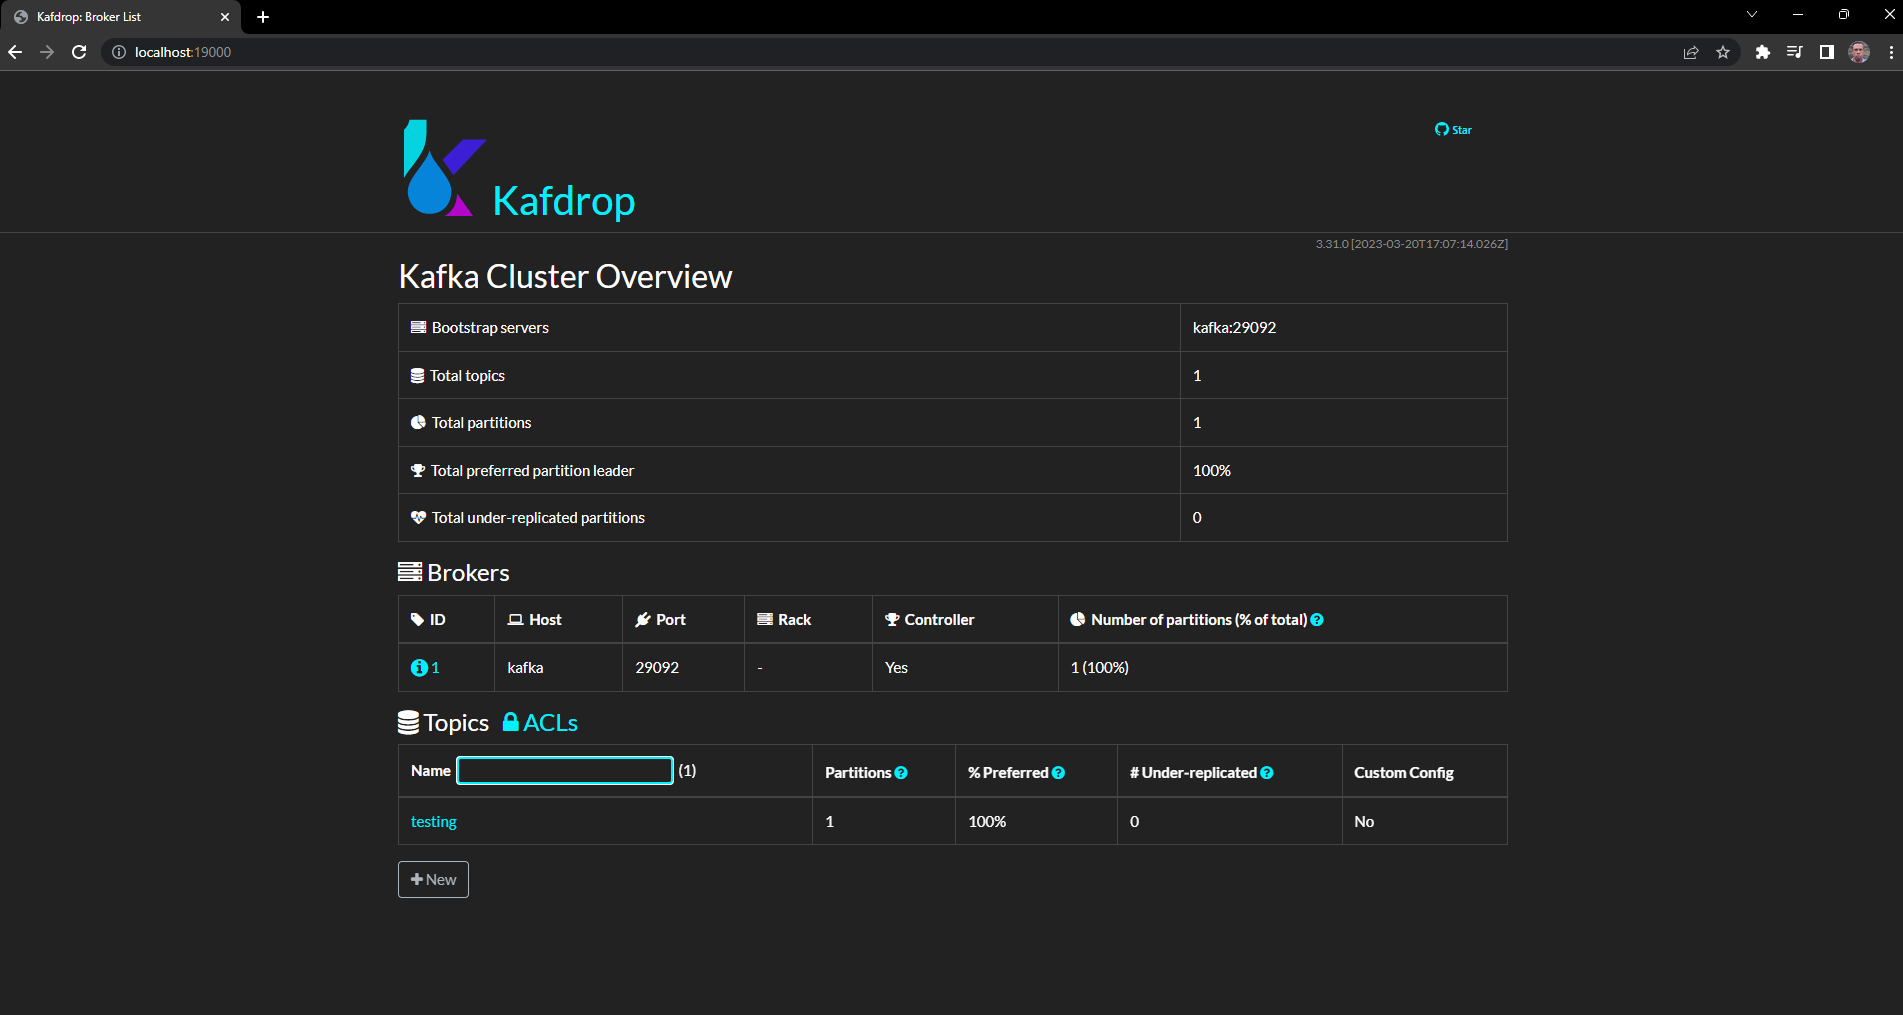 Kafdrop: Broker List
localhost:19000
Star
Kafdrop
3.31.0 [2023-03-20T17:07:14.026Z]
Kafka Cluster Overview
Bootstrap servers kafka:29092
Total topics 1
Total partitions 1
Total preferred partition leader 100%
Total under-replicated partitions 0
Brokers
ID Host Port Rack Controller Number of partitions (% of total)
1 kafka 29092 - Yes 1 (100%)
Topics ACLs
Name (1) Partitions % Preferred # Under-replicated Custom Config
testing 1 100% 0 No
New